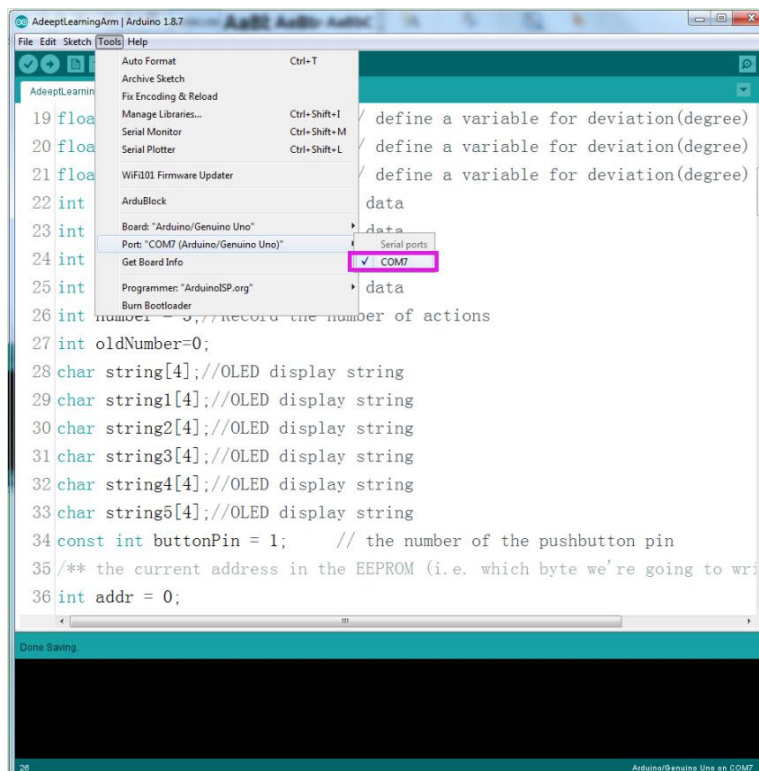 AdeeptLearningArm | Arduino 1.8.7
File Edit Sketch Tools Help
Auto Format Ctrl+T
Archive Sketch
Fix Encoding & Reload
Manage Libraries... Ctrl+Shift+I
Serial Monitor Ctrl+Shift+M
Serial Plotter Ctrl+Shift+L
WiFi101 Firmware Updater
ArduBlock
Board: "Arduino/Genuino Uno"
Port: "COM7 (Arduino/Genuino Uno)"
Get Board Info
Programmer: "ArduinoISP.org"
Burn Bootloader
Serial ports
✓ COM7
AdeeptLearnin
19 floa / define a variable for deviation(degree)
20 floa / define a variable for deviation(degree)
21 floa / define a variable for deviation(degree)
22 int data
23 int data
24 int
25 int data
26 int number = 5;//Record the number of actions
27 int oldNumber=0;
28 char string[4];//OLED display string
29 char string1[4];//OLED display string
30 char string2[4];//OLED display string
31 char string3[4];//OLED display string
32 char string4[4];//OLED display string
33 char string5[4];//OLED display string
34 const int buttonPin = 1; // the number of the pushbutton pin
35 /** the current address in the EEPROM (i.e. which byte we're going to wri
36 int addr = 0;
Done Saving.
26 Arduino/Genuino Uno on COM7